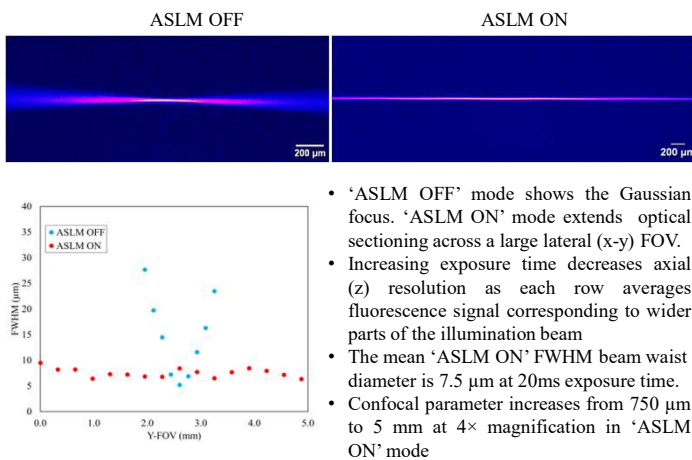 ASLM OFF
ASLM ON
200 µm
200 µm
40
35
30
25
20
15
10
5
0
FWHM (µm)
ASLM OFF
ASLM ON
0.0
1.0
2.0
3.0
4.0
5.0
Y-FOV (mm)
• ‘ASLM OFF’ mode shows the Gaussian
focus. ‘ASLM ON’ mode extends optical
sectioning across a large lateral (x-y) FOV.
• Increasing exposure time decreases axial
(z) resolution as each row averages
fluorescence signal corresponding to wider
parts of the illumination beam
• The mean ‘ASLM ON’ FWHM beam waist
diameter is 7.5 µm at 20ms exposure time.
• Confocal parameter increases from 750 µm
to 5 mm at 4× magnification in ‘ASLM
ON’ mode